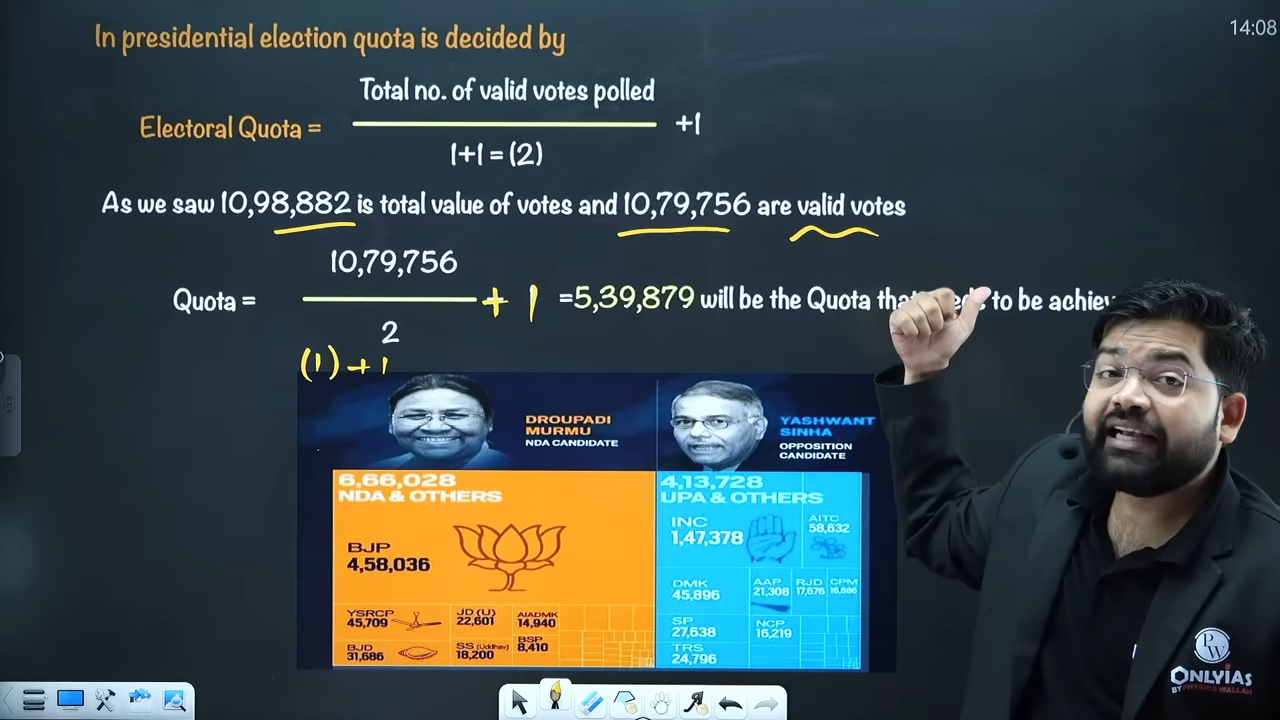 In presidential election quota is decided by
14:08
Total no. of valid votes polled
Electoral Quota = +1
1+1 = (2)
As we saw 10,98,882 is total value of votes and 10,79,756 are valid votes
10,79,756
Quota = + 1 =5,39,879 will be the Quota that to be achiev
2
(1) + 1
DROUPADI
MURMU
NDA CANDIDATE
YASHWANT
SINHA
OPPOSITION
CANDIDATE
6,66,028
NDA & OTHERS
4,13,728
UPA & OTHERS
BJP
4,58,036
INC
1,47,378
AITC
58,632
DMK
45,896
AAP
21,308
RJD
17,676
CPM
16,686
YSRCP
45,709
JD (U)
22,601
AIADMK
14,940
SP
27,638
NCP
16,219
BJD
31,686
SS (Uddhav)
18,200
BSP
8,410
TRS
24,796
PW
ONLYIAS
BY PHYSICS WALLAH